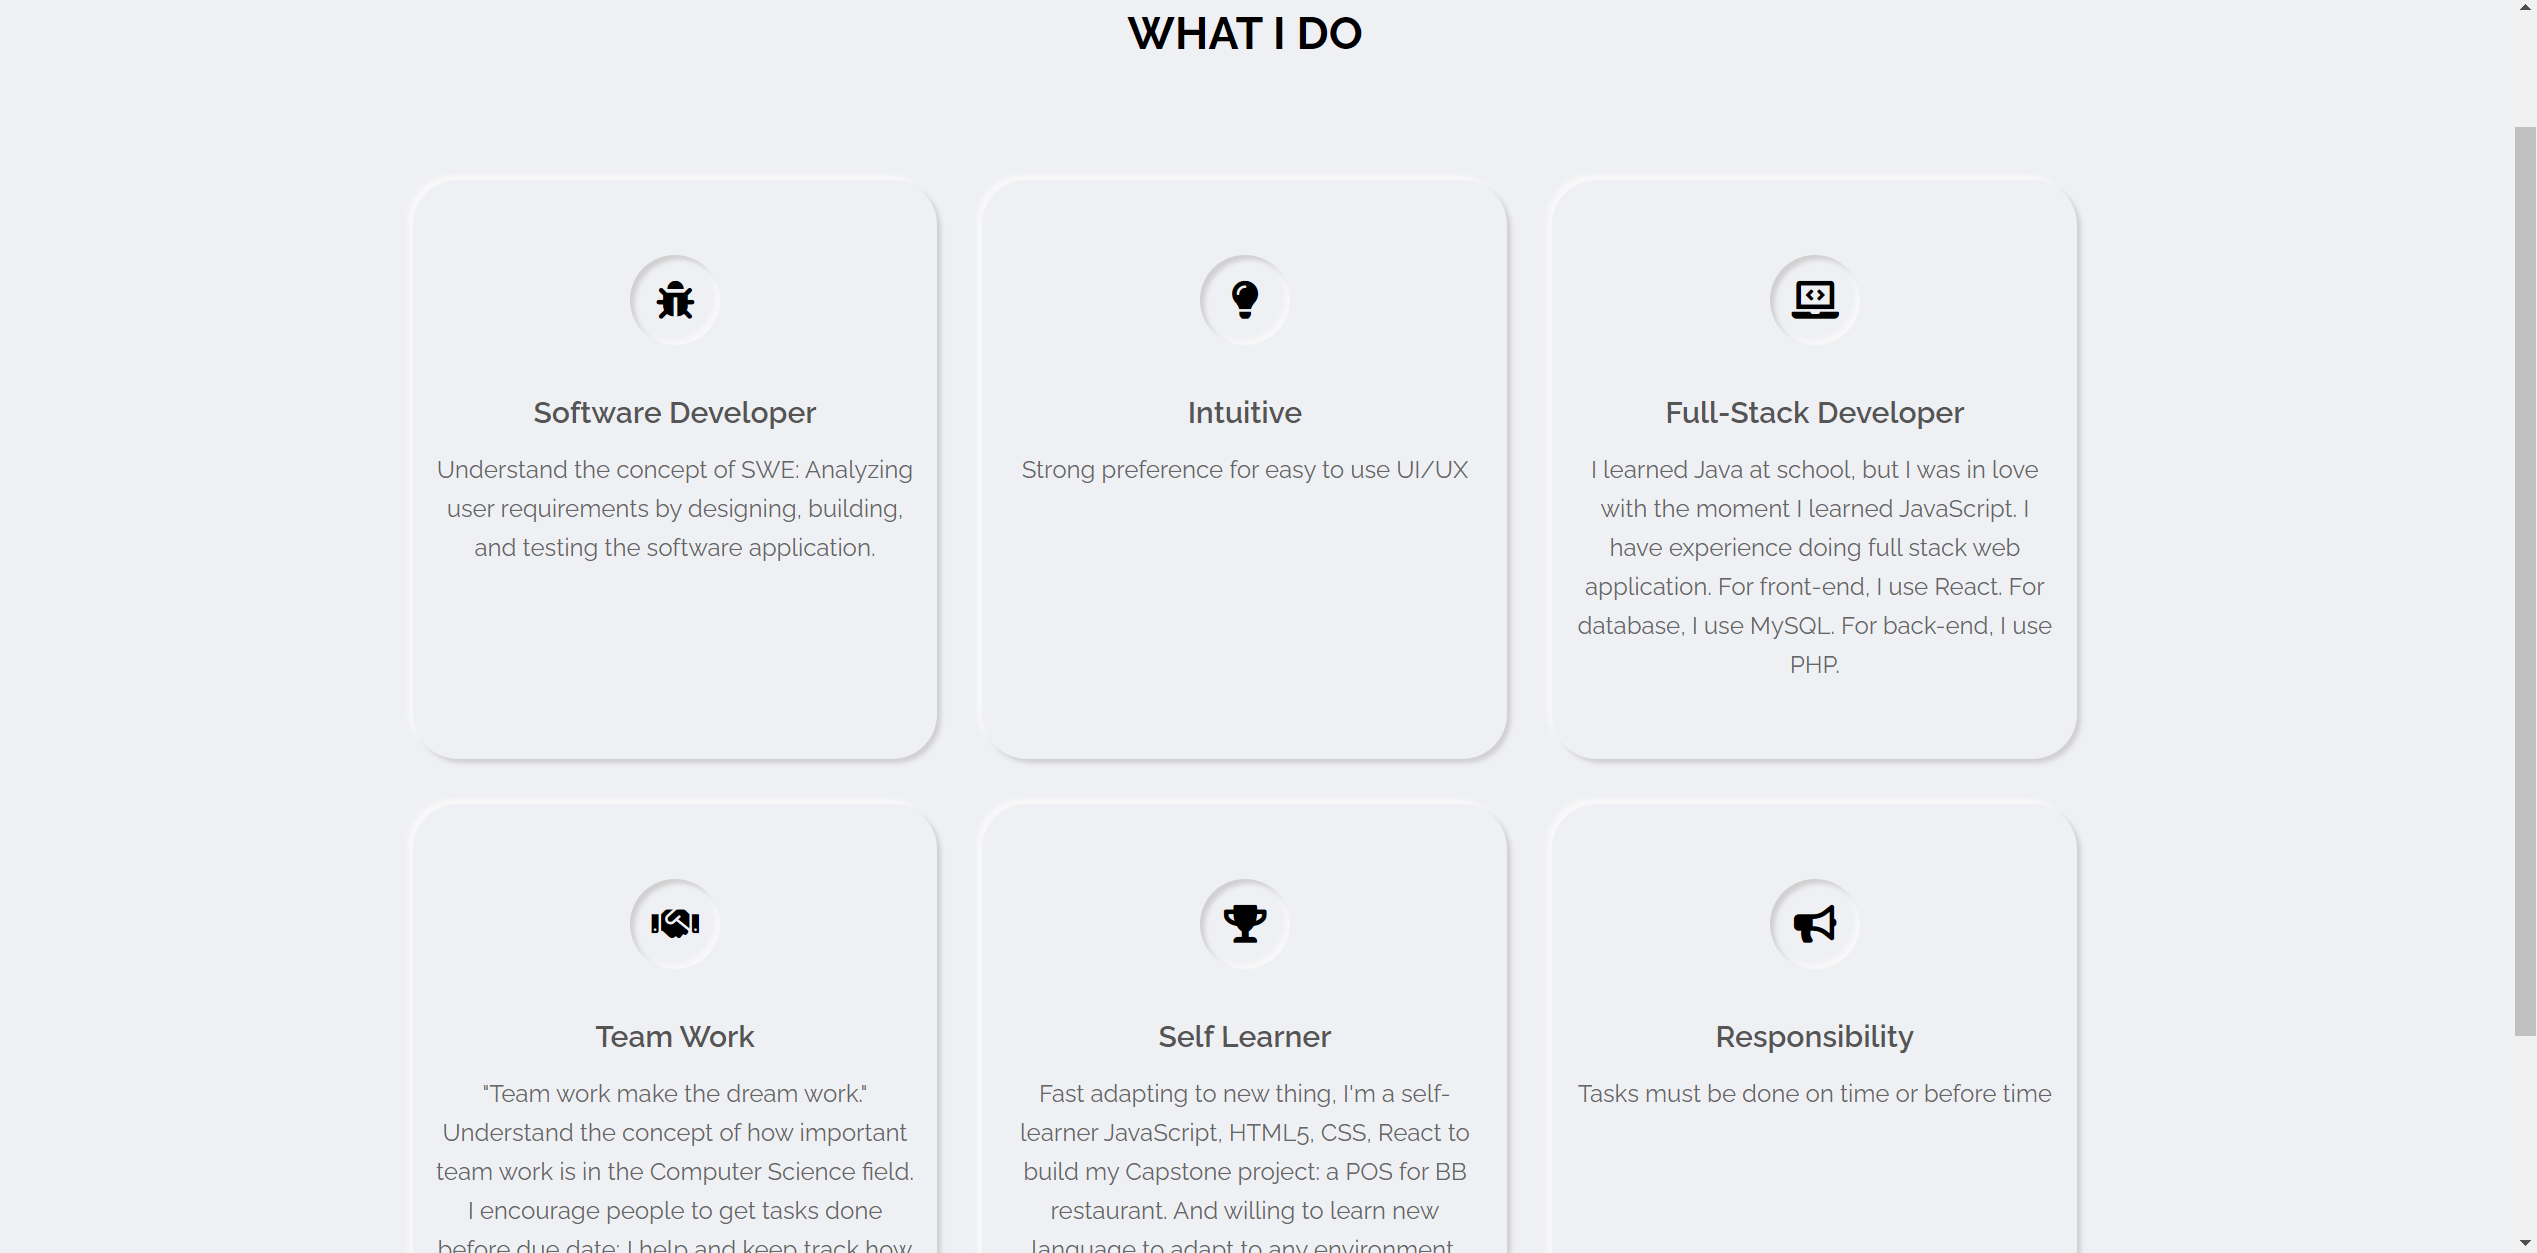 WHAT I DO
Software Developer
Understand the concept of SWE: Analyzing
user requirements by designing, building,
and testing the software application.
Intuitive
Strong preference for easy to use UI/UX
Full-Stack Developer
I learned Java at school, but I was in love
with the moment I learned JavaScript. I
have experience doing full stack web
application. For front-end, I use React. For
database, I use MySQL. For back-end, I use
PHP.
Team Work
"Team work make the dream work."
Understand the concept of how important
team work is in the Computer Science field.
I encourage people to get tasks done
before due date; I help and keep track how
Self Learner
Fast adapting to new thing, I'm a self-
learner JavaScript, HTML5, CSS, React to
build my Capstone project: a POS for BB
restaurant. And willing to learn new
language to adapt to any environment
Responsibility
Tasks must be done on time or before time